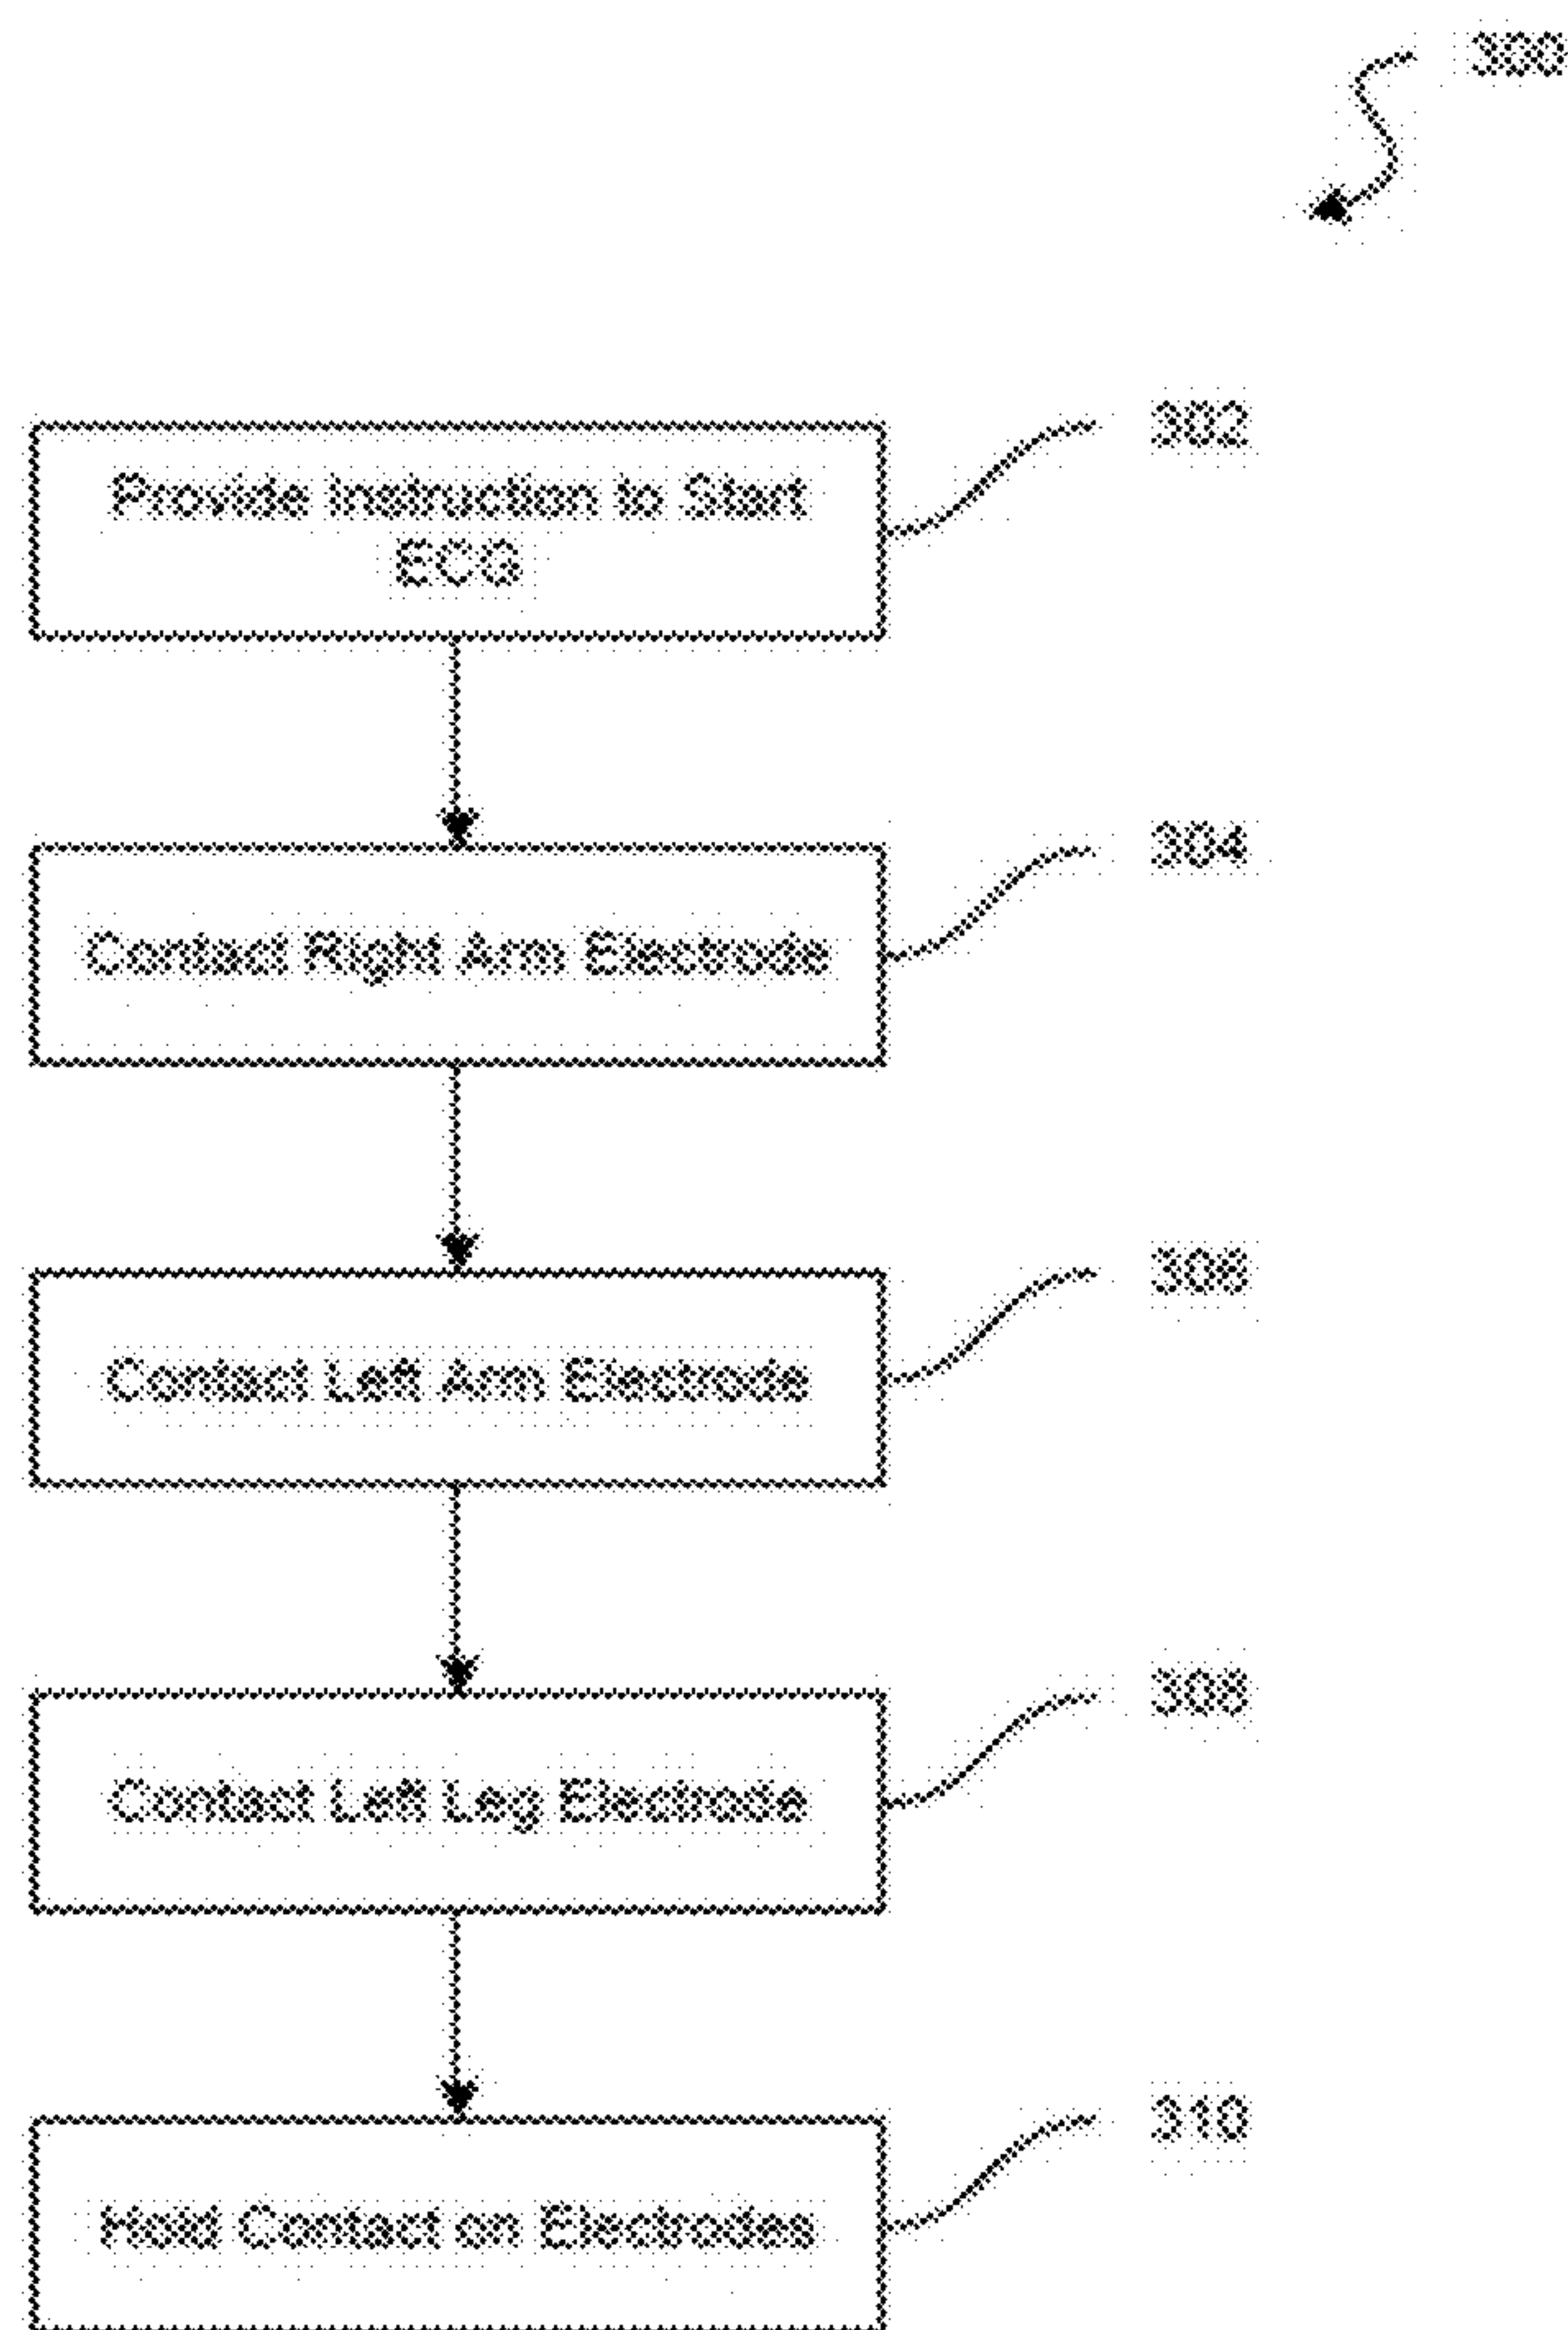 300
302
Provide Instruction to Start
ECG
304
Contact Right Arm Electrode
306
Contact Left Arm Electrode
308
Contact Left Leg Electrode
310
Hold Contact on Electrodes